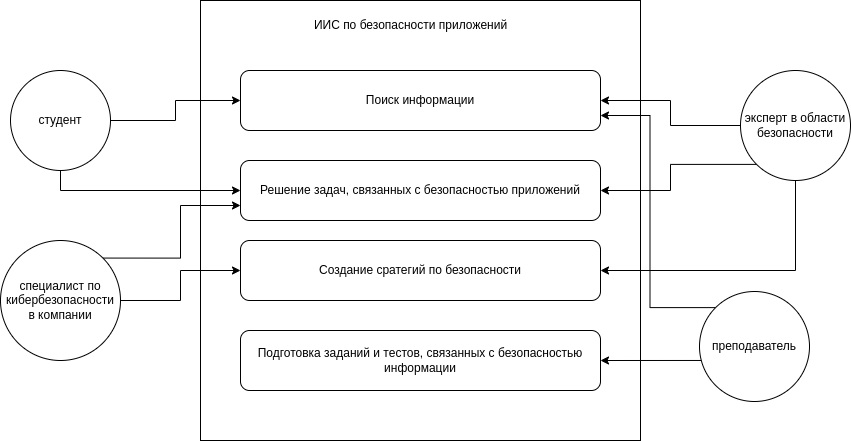 ИИС по безопасности приложений
студент
Поиск информации
эксперт в области
безопасности
Решение задач, связанных с безопасностью приложений
специалист по
кибербезопасности
в компании
Создание сратегий по безопасности
преподаватель
Подготовка заданий и тестов, связанных с безопасностью
информации